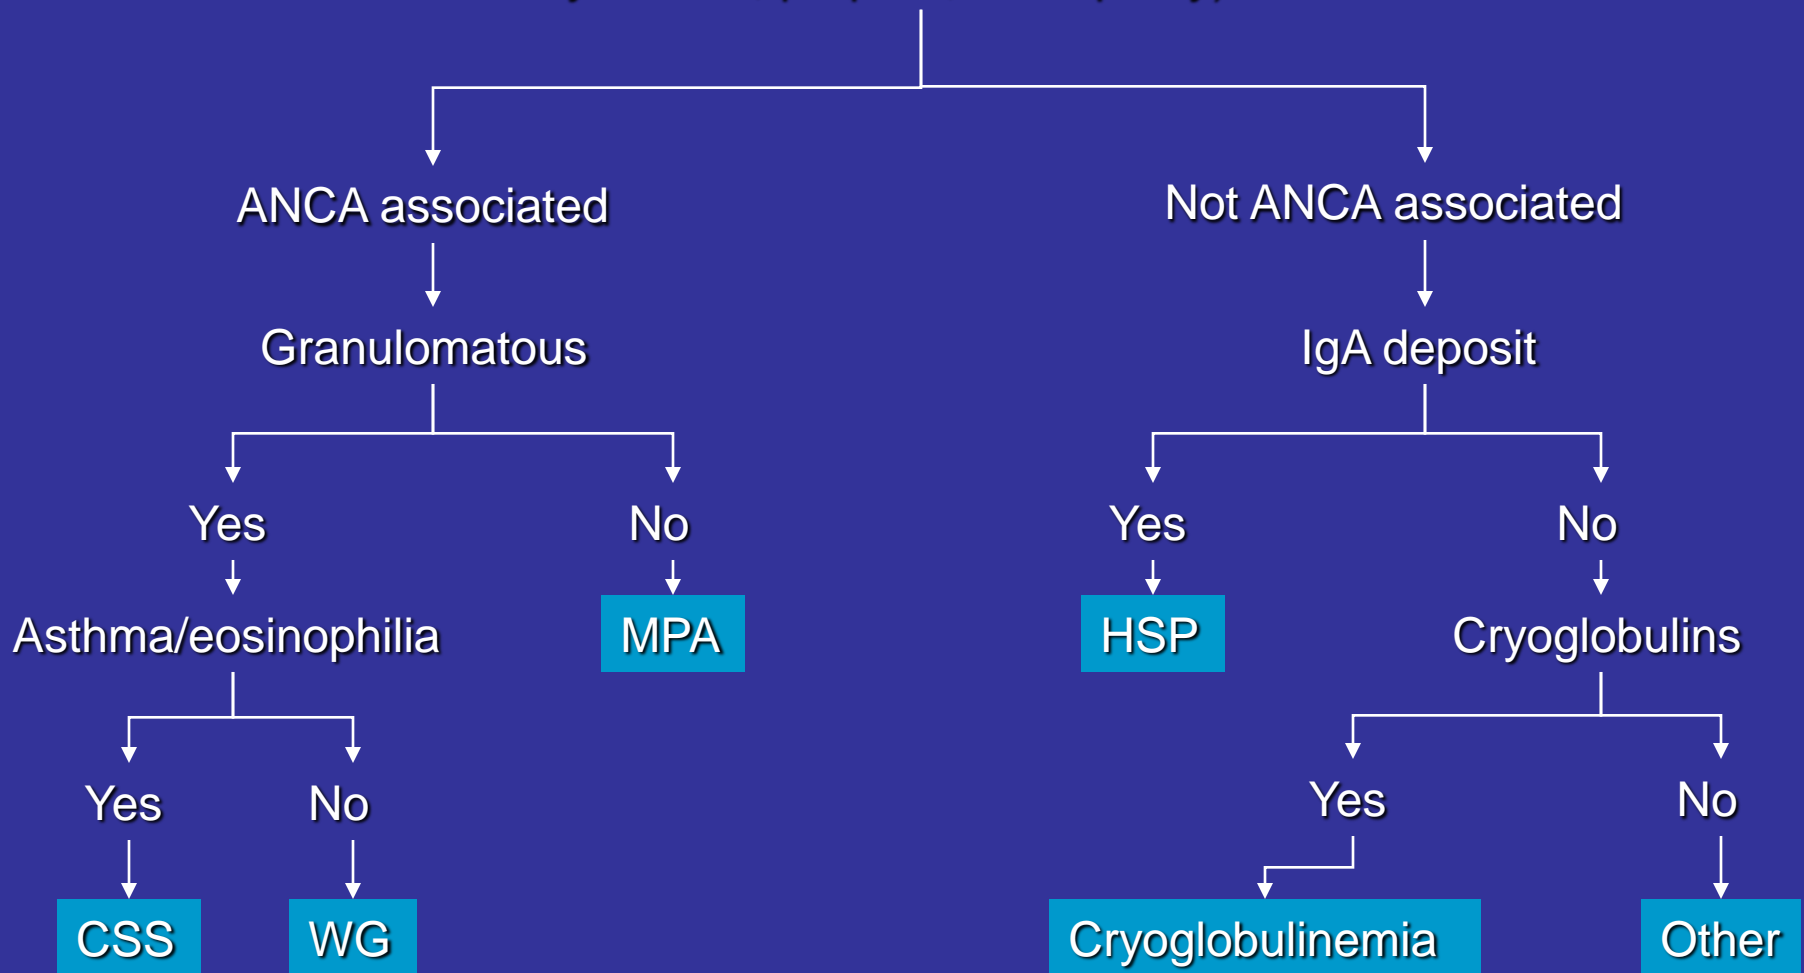 ANCA associated
Not ANCA associated
Granulomatous
IgA deposit
Yes
No
Yes
No
Asthma/eosinophilia
MPA
HSP
Cryoglobulins
Yes
No
Yes
No
CSS
WG
Cryoglobulinemia
Other